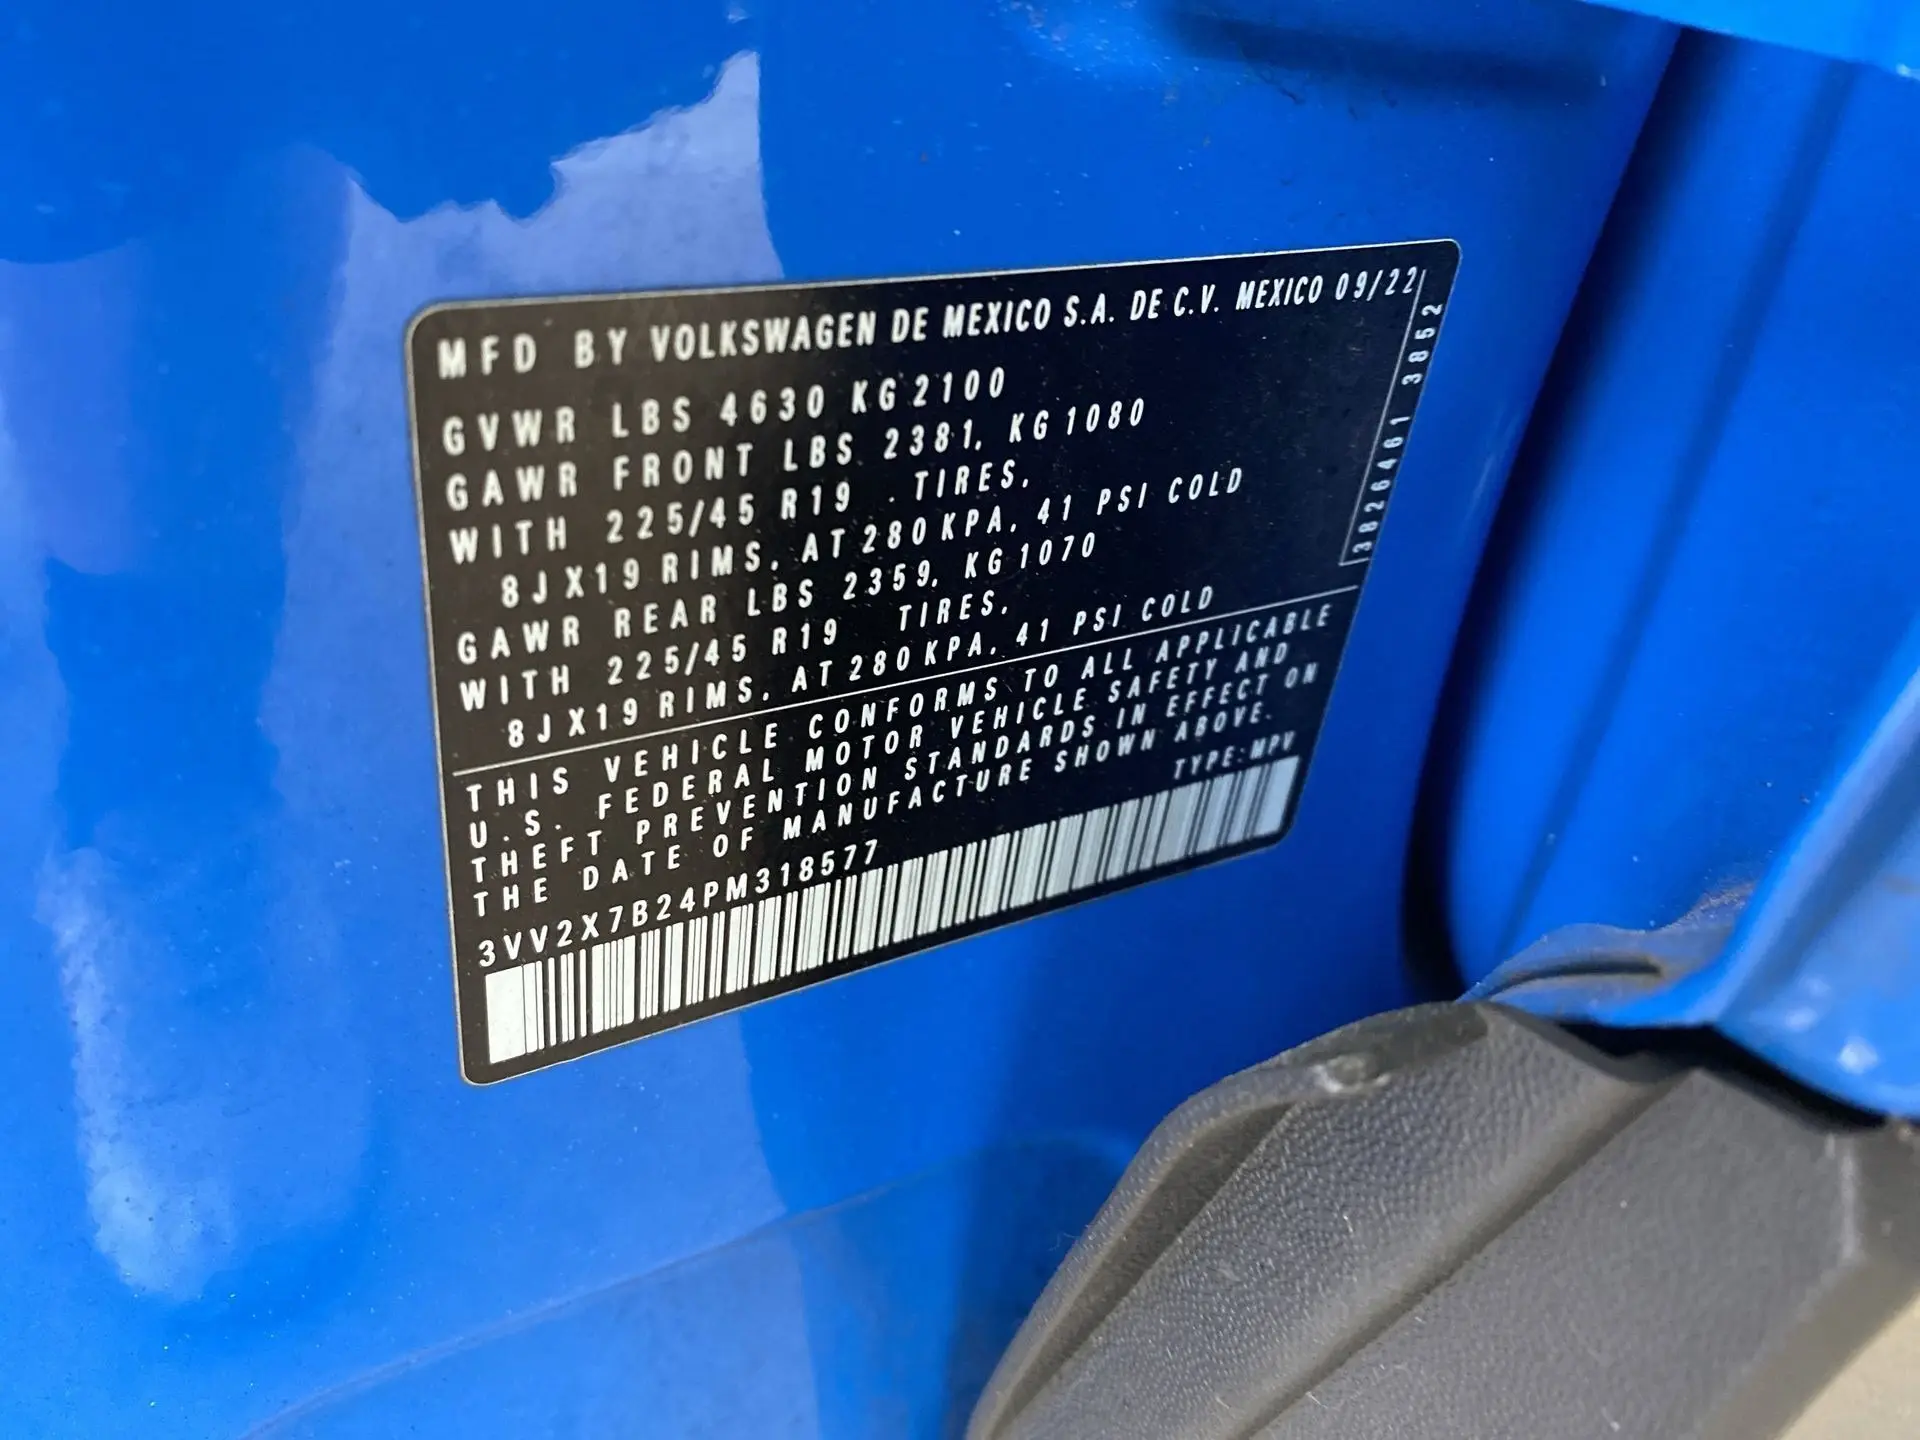 MFD BY VOLKSWAGEN DE MEXICO S.A. DE C.V. MEXICO 09/22
GVWR LBS 4630 KG 2100
GAWR FRONT LBS 2381, KG 1080
WITH 225/45 R19 . TIRES,
8JX19 RIMS, AT 280 KPA, 41 PSI COLD
GAWR REAR LBS 2359, KG 1070
WITH 225/45 R19 TIRES,
8JX19 RIMS, AT 280 KPA, 41 PSI COLD
3826461 3852
THIS VEHICLE CONFORMS TO ALL APPLICABLE
U.S. FEDERAL MOTOR VEHICLE SAFETY AND
THEFT PREVENTION STANDARDS IN EFFECT ON
THE DATE OF MANUFACTURE SHOWN ABOVE.
TYPE:MPV
3VV2X7B24PM318577